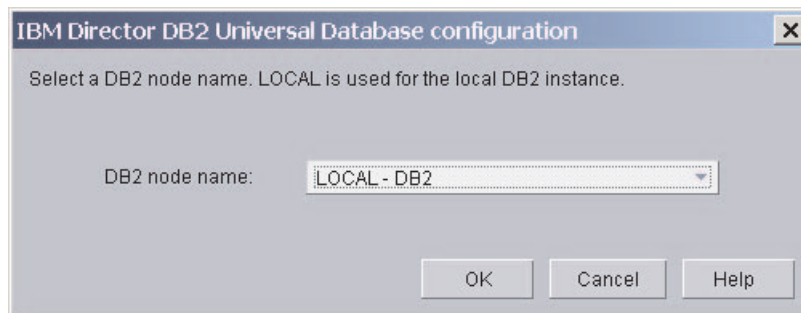 IBM Director DB2 Universal Database configuration
Select a DB2 node name. LOCAL is used for the local DB2 instance.
DB2 node name: LOCAL - DB2
OK Cancel Help